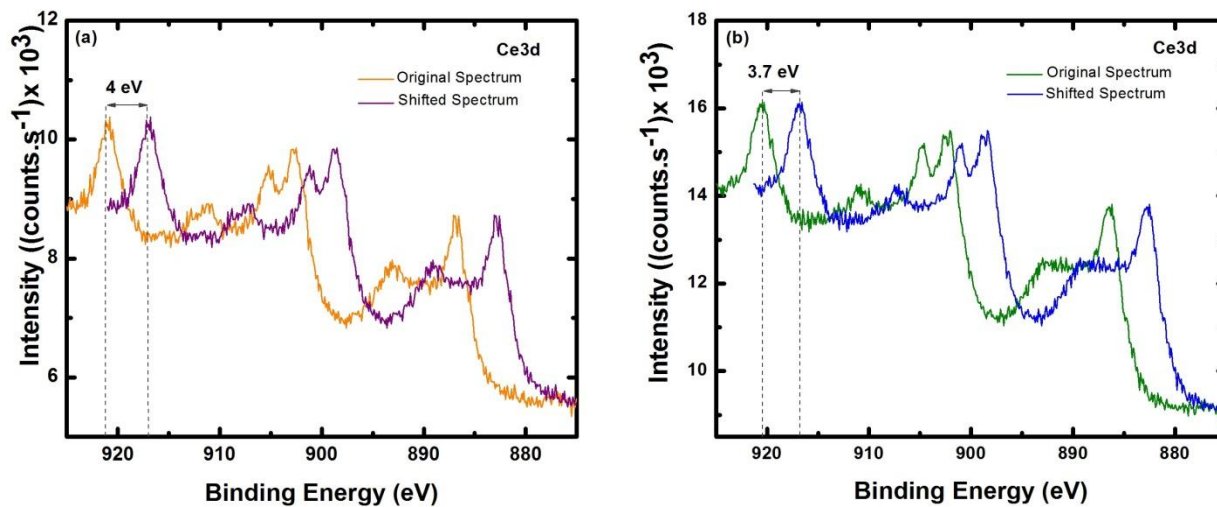 (a)
Ce3d
4 eV
Original Spectrum
Shifted Spectrum
Intensity ((counts.s⁻¹)x 10³)
12
10
8
6
920
910
900
890
880
Binding Energy (eV)
(b)
Ce3d
3.7 eV
Original Spectrum
Shifted Spectrum
Intensity ((counts.s⁻¹)x 10³)
18
16
14
12
10
920
910
900
890
880
Binding Energy (eV)